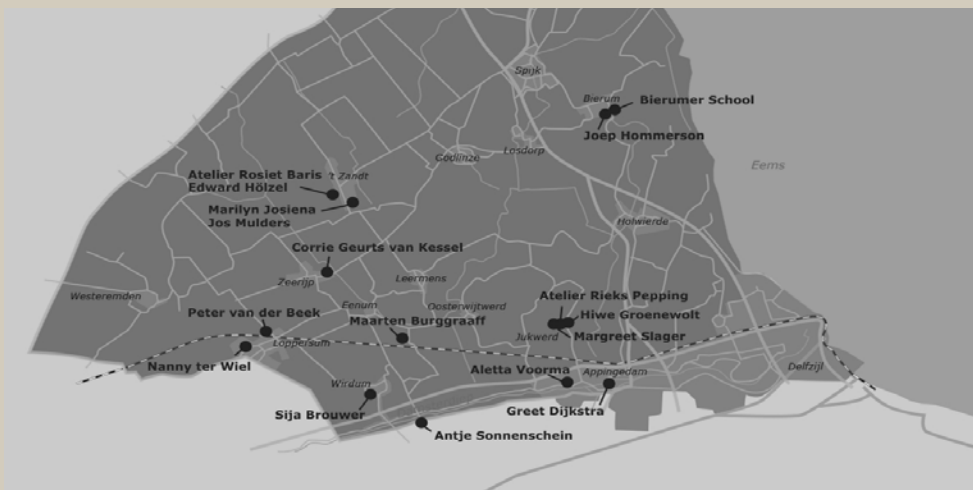 Spijk
Bierum
Bierumer School
Joep Hommerson
Losdorp
Godlinze
Eems
Atelier Rosiet Baris
Edward Hölzel
't Zandt
Marilyn Josiena
Jos Mulders
Holwierde
Corrie Geurts van Kessel
Zeerijp
Leermens
Westeremden
Eenum
Oosterwijtwerd
Atelier Rieks Pepping
Hiwe Groenewolt
Peter van der Beek
Maarten Burggraaff
Jukwerd
Margreet Slager
Loppersum
Nanny ter Wiel
Wirdum
Aletta Voorma
Appingedam
Delfzijl
Sija Brouwer
Greet Dijkstra
Antje Sonnenschein